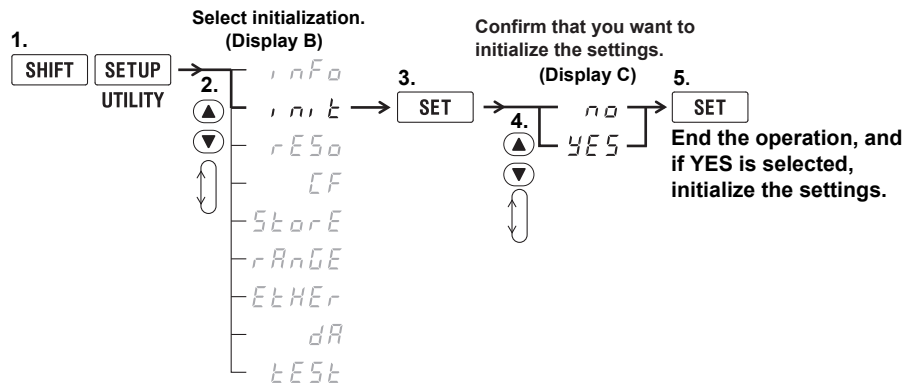 Select initialization.
(Display B)
Confirm that you want to
initialize the settings.
(Display C)
1.
SHIFT SETUP
UTILITY
2.
inFo
init
rESo
CF
StorE
rAnGE
EtHEr
dA
tESt
3.
SET
4.
no
YES
5.
SET
End the operation, and
if YES is selected,
initialize the settings.